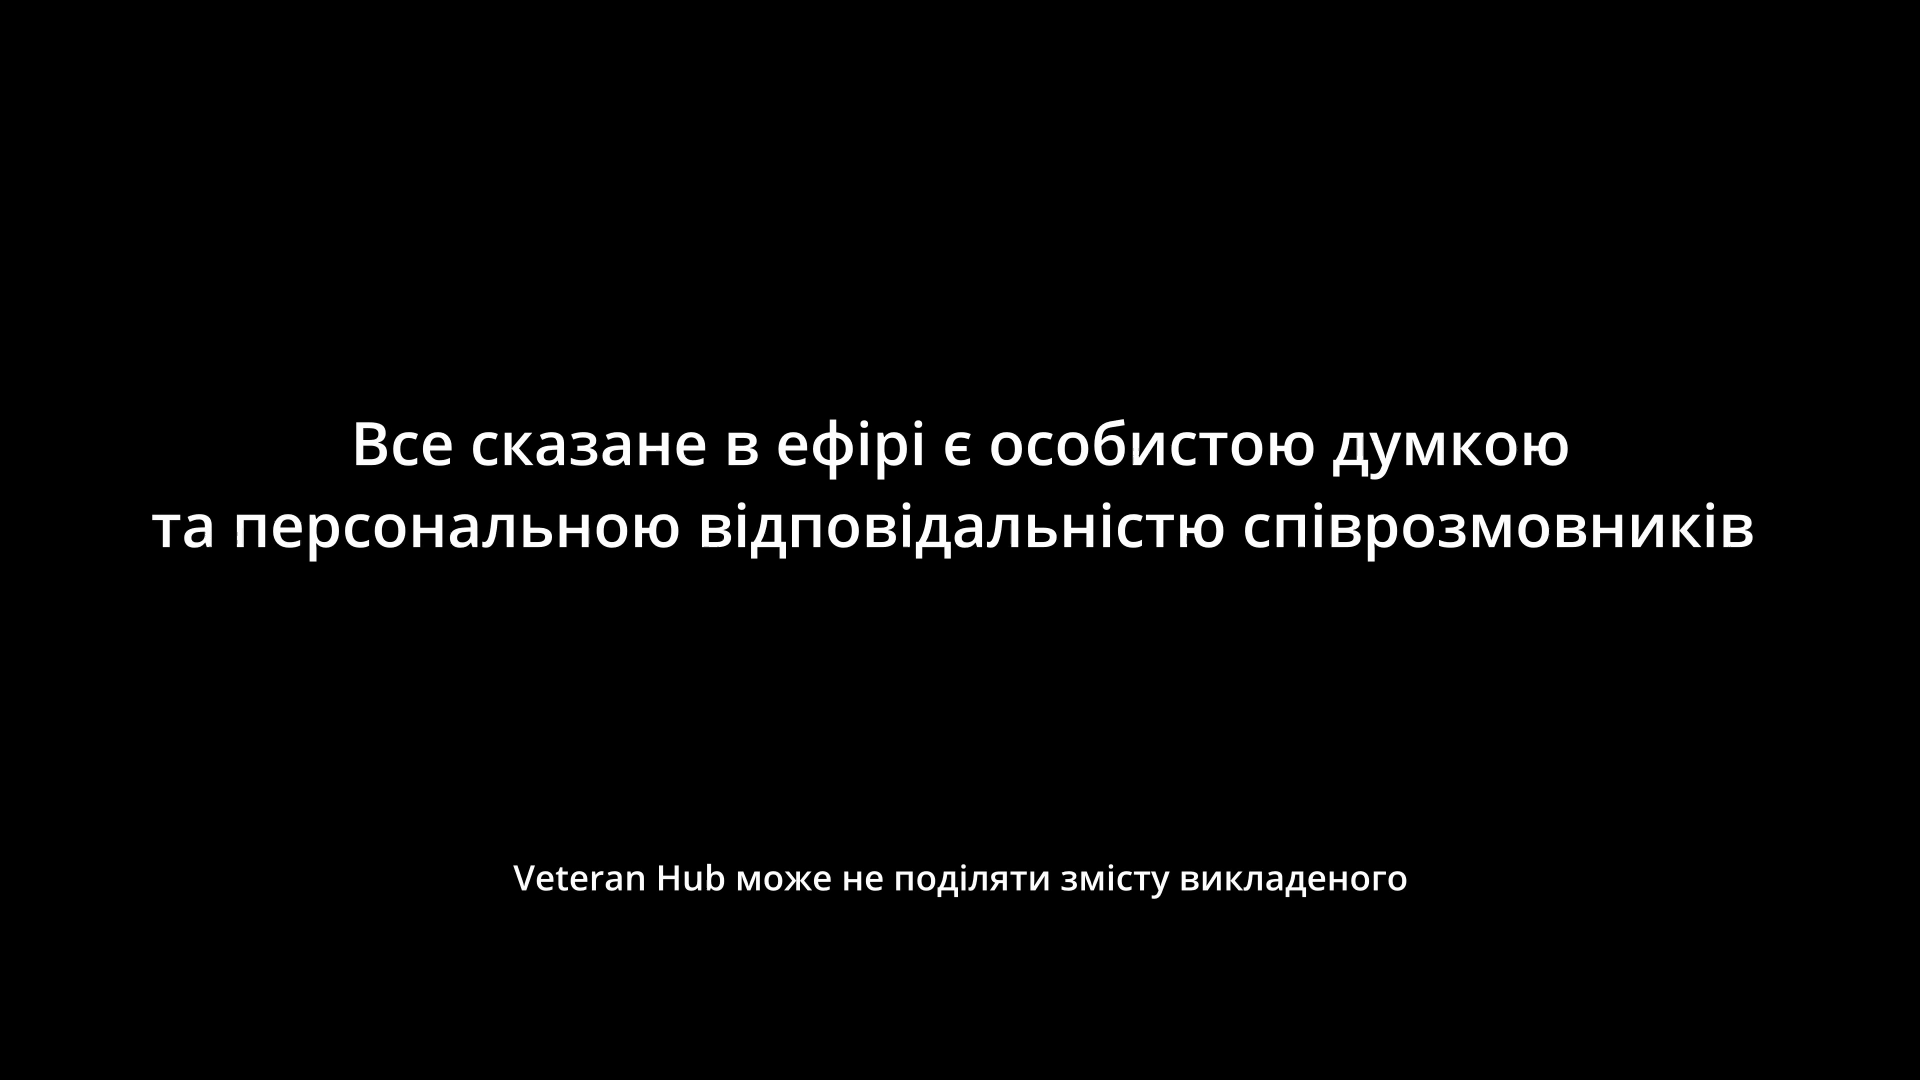 Все сказане в ефірі є особистою думкою
та персональною відповідальністю співрозмовників
Veteran Hub може не поділяти змісту викладеного